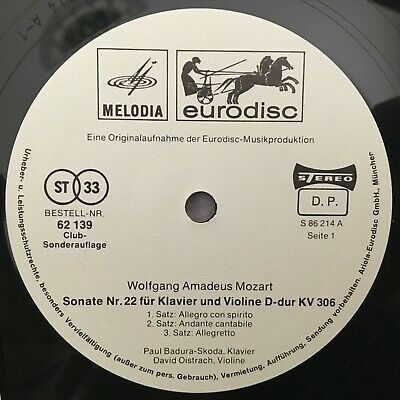 MELODIA
eurodisc
Eine Originalaufnahme der Eurodisc-Musikproduktion
ST 33
BESTELL-NR.
62 139
Club-
Sonderauflage
STEREO
D. P.
S 86 214 A
Seite 1
Wolfgang Amadeus Mozart
Sonate Nr. 22 für Klavier und Violine D-dur KV 306
1. Satz: Allegro con spirito
2. Satz: Andante cantabile
3. Satz: Allegretto
Paul Badura-Skoda, Klavier
David Oistrach, Violine
Urheber- u. Leistungsschutzrechte, besonders Überspielung, Vervielfältigung (außer zum pers. Gebrauch), Vermietung, Aufführung, Sendung vorbehalten. Ariola-Eurodisc GmbH., München